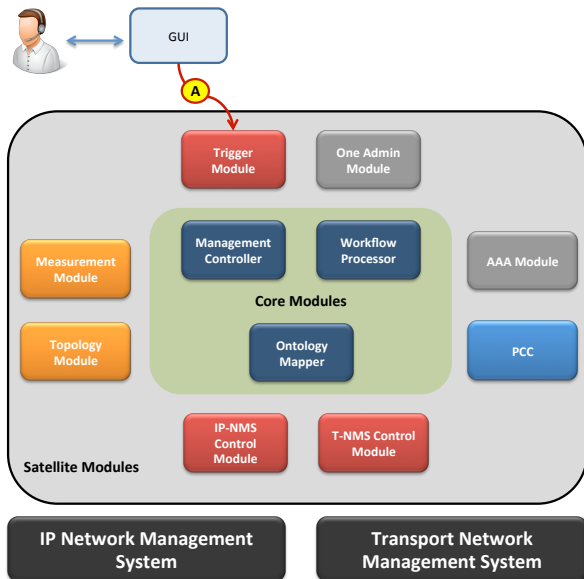 GUI
A
Trigger
Module
One Admin
Module
Management
Controller
Workflow
Processor
Measurement
Module
AAA Module
Core Modules
Topology
Module
Ontology
Mapper
PCC
IP-NMS
Control
Module
T-NMS Control
Module
Satellite Modules
IP Network Management
System
Transport Network
Management System